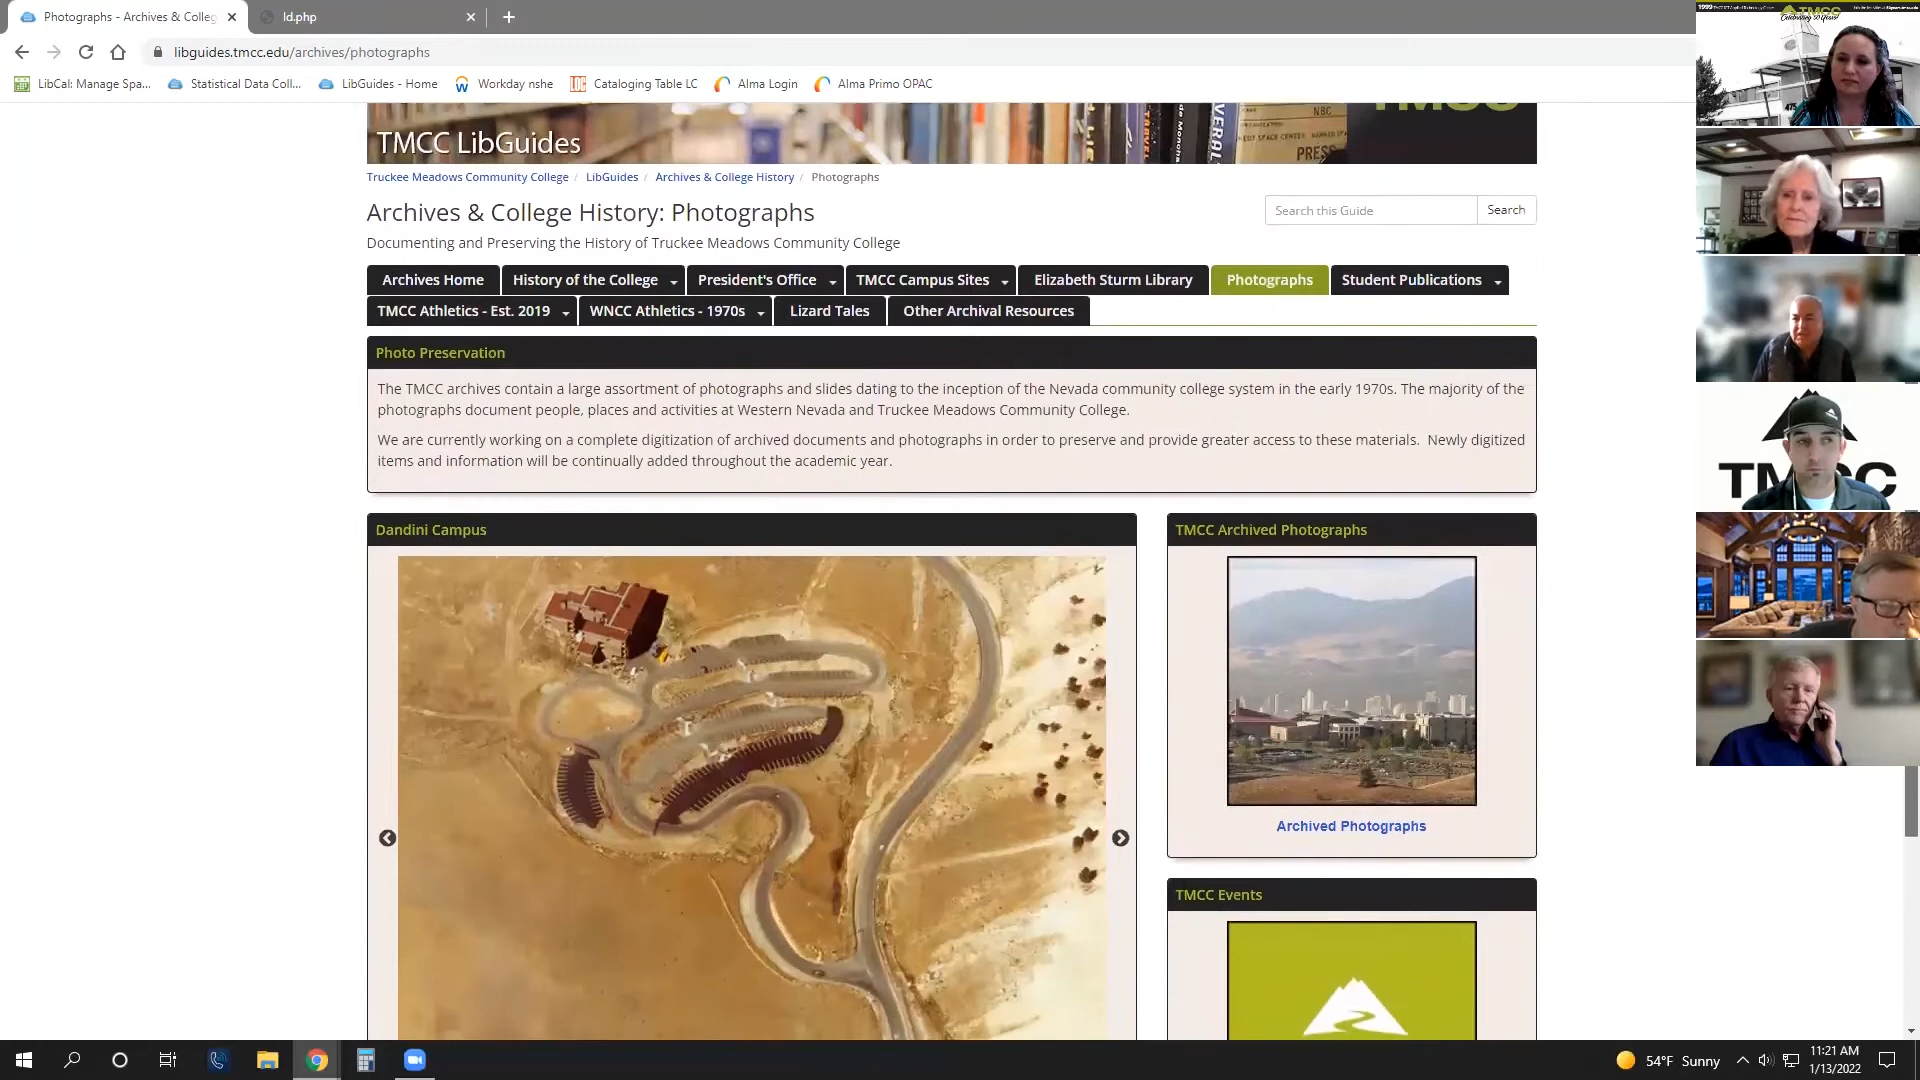 Photographs - Archives & Colleg
ld.php
libguides.tmcc.edu/archives/photographs
LibCal: Manage Spa...
Statistical Data Coll...
LibGuides - Home
Workday nshe
Cataloging Table LC
Alma Login
Alma Primo OPAC
TMCC LibGuides
PRESS
Truckee Meadows Community College / LibGuides / Archives & College History / Photographs
Archives & College History: Photographs
Search this Guide
Search
Documenting and Preserving the History of Truckee Meadows Community College
Archives Home
History of the College
President's Office
TMCC Campus Sites
Elizabeth Sturm Library
Photographs
Student Publications
TMCC Athletics - Est. 2019
WNCC Athletics - 1970s
Lizard Tales
Other Archival Resources
Photo Preservation
The TMCC archives contain a large assortment of photographs and slides dating to the inception of the Nevada community college system in the early 1970s. The majority of the
photographs document people, places and activities at Western Nevada and Truckee Meadows Community College.
We are currently working on a complete digitization of archived documents and photographs in order to preserve and provide greater access to these materials. Newly digitized
items and information will be continually added throughout the academic year.
Dandini Campus
TMCC Archived Photographs
Archived Photographs
TMCC Events
54°F Sunny
11:21 AM
1/13/2022